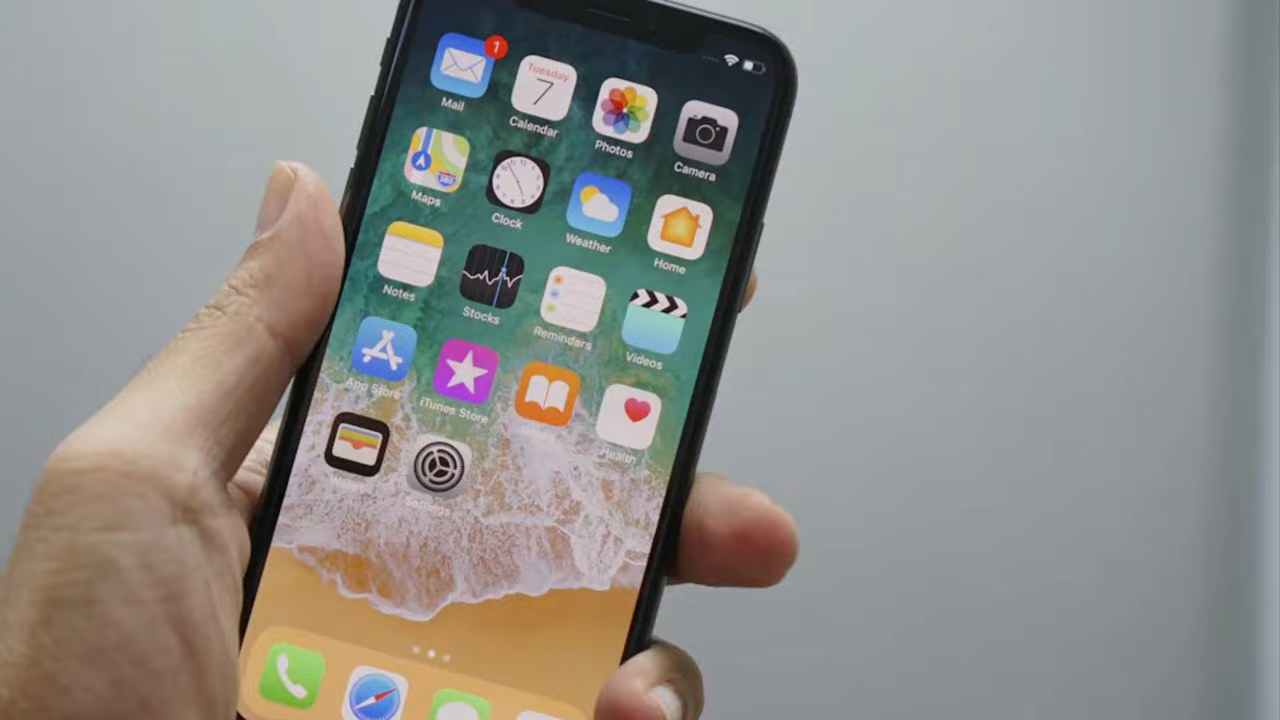 1
Mail
Tuesday
7
Calendar
Photos
Camera
Maps
Clock
Weather
Home
Notes
Stocks
Reminders
Videos
App Store
iTunes Store
Health
Settings